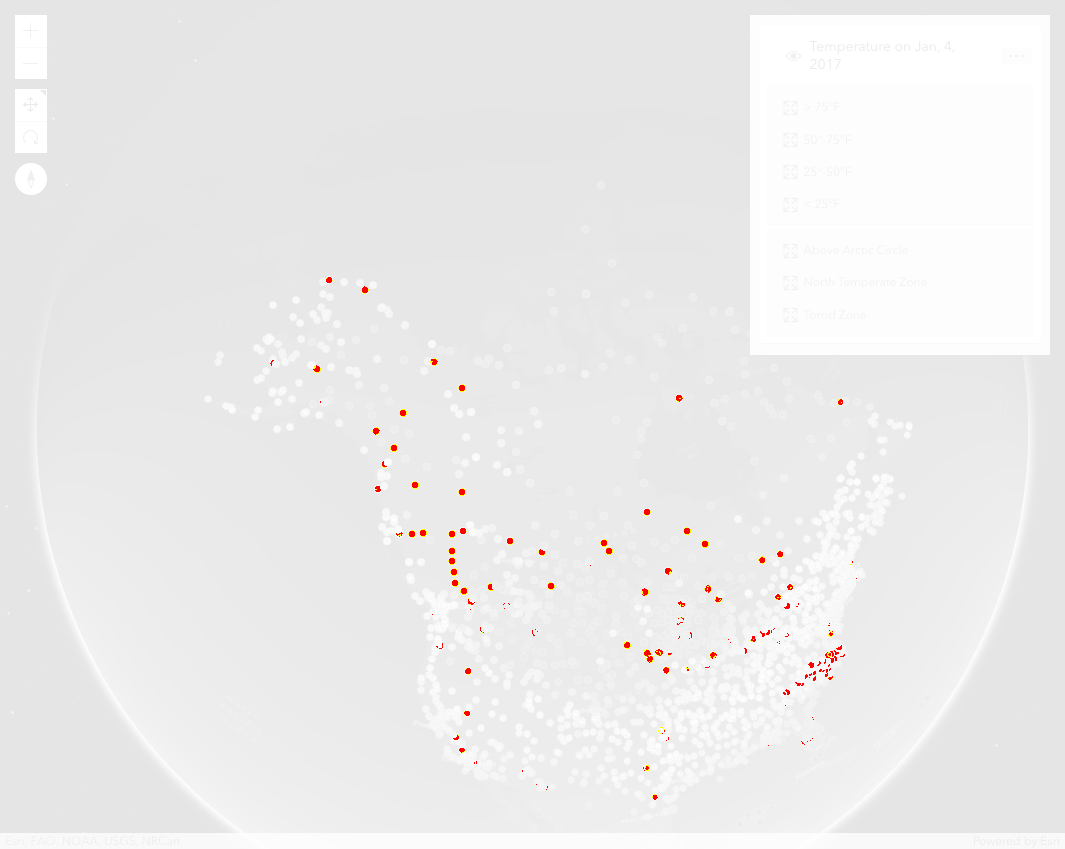 Temperature on Jan, 4,
2017
> 75°F
50°-75°F
25°-50°F
< 25°F
Above Arctic Circle
North Temperate Zone
Torrid Zone
Esri, FAO, NOAA, USGS, NRCan
Powered by Esri